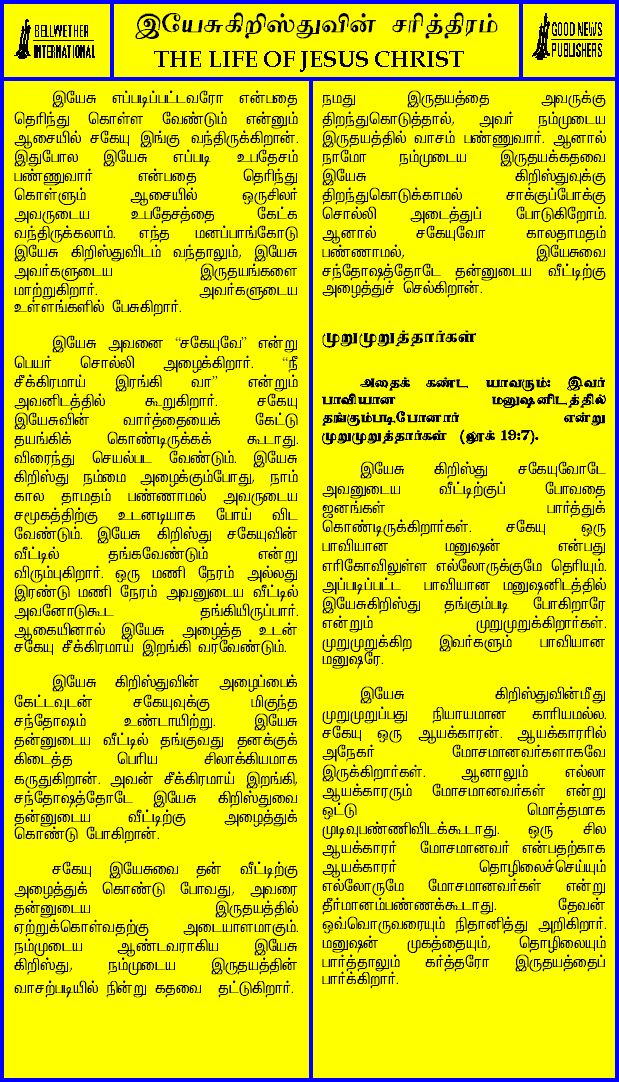 BELLWETHER
INTERNATIONAL
இயேசுகிறிஸ்துவின் சரித்திரம்
THE LIFE OF JESUS CHRIST
GOOD NEWS
PUBLISHERS
இயேசு எப்படிப்பட்டவரோ என்பதை
தெரிந்து கொள்ள வேண்டும் என்னும்
ஆசையில் சகேயு இங்கு வந்திருக்கிறான்.
இதுபோல இயேசு எப்படி உபதேசம்
பண்ணுவார் என்பதை தெரிந்து
கொள்ளும் ஆசையில் ஒருசிலர்
அவருடைய உபதேசத்தை கேட்க
வந்திருக்கலாம். எந்த மனப்பாங்கோடு
இயேசு கிறிஸ்துவிடம் வந்தாலும், இயேசு
அவர்களுடைய இருதயங்களை
மாற்றுகிறார். அவர்களுடைய
உள்ளங்களில் பேசுகிறார்.
இயேசு அவனை “சகேயுவே” என்று
பெயர் சொல்லி அழைக்கிறார். “நீ
சீக்கிரமாய் இரங்கி வா” என்றும்
அவனிடத்தில் கூறுகிறார். சகேயு
இயேசுவின் வார்த்தையைக் கேட்டு
தயங்கிக் கொண்டிருக்கக் கூடாது.
விரைந்து செயல்பட வேண்டும். இயேசு
கிறிஸ்து நம்மை அழைக்கும்போது, நாம்
கால தாமதம் பண்ணாமல் அவருடைய
சமூகத்திற்கு உடனடியாக போய் விட
வேண்டும். இயேசு கிறிஸ்து சகேயுவின்
வீட்டில் தங்கவேண்டும் என்று
விரும்புகிறார். ஒரு மணி நேரம் அல்லது
இரண்டு மணி நேரம் அவனுடைய வீட்டில்
அவனோடுகூட தங்கியிருப்பார்.
ஆகையினால் இயேசு அழைத்த உடன்
சகேயு சீக்கிரமாய் இறங்கி வரவேண்டும்.
இயேசு கிறிஸ்துவின் அழைப்பைக்
கேட்டவுடன் சகேயுவுக்கு மிகுந்த
சந்தோஷம் உண்டாயிற்று. இயேசு
தன்னுடைய வீட்டில் தங்குவது தனக்குக்
கிடைத்த பெரிய சிலாக்கியமாக
கருதுகிறான். அவன் சீக்கிரமாய் இறங்கி,
சந்தோஷத்தோடே இயேசு கிறிஸ்துவை
தன்னுடைய வீட்டிற்கு அழைத்துக்
கொண்டு போகிறான்.
சகேயு இயேசுவை தன் வீட்டிற்கு
அழைத்துக் கொண்டு போவது, அவரை
தன்னுடைய இருதயத்தில்
ஏற்றுக்கொள்வதற்கு அடையாளமாகும்.
நம்முடைய ஆண்டவராகிய இயேசு
கிறிஸ்து, நம்முடைய இருதயத்தின்
வாசற்படியில் நின்று கதவை தட்டுகிறார்.
நமது இருதயத்தை அவருக்கு
திறந்துகொடுத்தால், அவர் நம்முடைய
இருதயத்தில் வாசம் பண்ணுவார். ஆனால்
நாமோ நம்முடைய இருதயக்கதவை
இயேசு கிறிஸ்துவுக்கு
திறந்துகொடுக்காமல் சாக்குப்போக்கு
சொல்லி அடைத்துப் போடுகிறோம்.
ஆனால் சகேயுவோ காலதாமதம்
பண்ணாமல், இயேசுவை
சந்தோஷத்தோடே தன்னுடைய வீட்டிற்கு
அழைத்துச் செல்கிறான்.
முறுமுறுத்தார்கள்
அதைக் கண்ட யாவரும்: இவர்
பாவியான மனுஷனிடத்தில்
தங்கும்படி.போனார் என்று
முறுமுறுத்தார்கள் (லூக் 19:7).
இயேசு கிறிஸ்து சகேயுவோடே
அவனுடைய வீட்டிற்குப் போவதை
ஜனங்கள் பார்த்துக்
கொண்டிருக்கிறார்கள். சகேயு ஒரு
பாவியான மனுஷன் என்பது
எரிகோவிலுள்ள எல்லோருக்குமே தெரியும்.
அப்படிப்பட்ட பாவியான மனுஷனிடத்தில்
இயேசுகிறிஸ்து தங்கும்படி போகிறாரே
என்றும் முறுமுறுக்கிறார்கள்.
முறுமுறுக்கிற இவர்களும் பாவியான
மனுஷரே.
இயேசு கிறிஸ்துவின்மீது
முறுமுறுப்பது நியாயமான காரியமல்ல.
சகேயு ஒரு ஆயக்காரன். ஆயக்காரரில்
அநேகர் மோசமானவர்களாகவே
இருக்கிறார்கள். ஆனாலும் எல்லா
ஆயக்காரரும் மோசமானவர்கள் என்று
ஒட்டு மொத்தமாக
முடிவுபண்ணிவிடக்கூடாது. ஒரு சில
ஆயக்காரர் மோசமானவர் என்பதற்காக
ஆயக்காரர் தொழிலைச்செய்யும்
எல்லோருமே மோசமானவர்கள் என்று
தீர்மானம்பண்ணக்கூடாது. தேவன்
ஒவ்வொருவரையும் நிதானித்து அறிகிறார்.
மனுஷன் முகத்தையும், தொழிலையும்
பார்த்தாலும் கர்த்தரோ இருதயத்தைப்
பார்க்கிறார்.